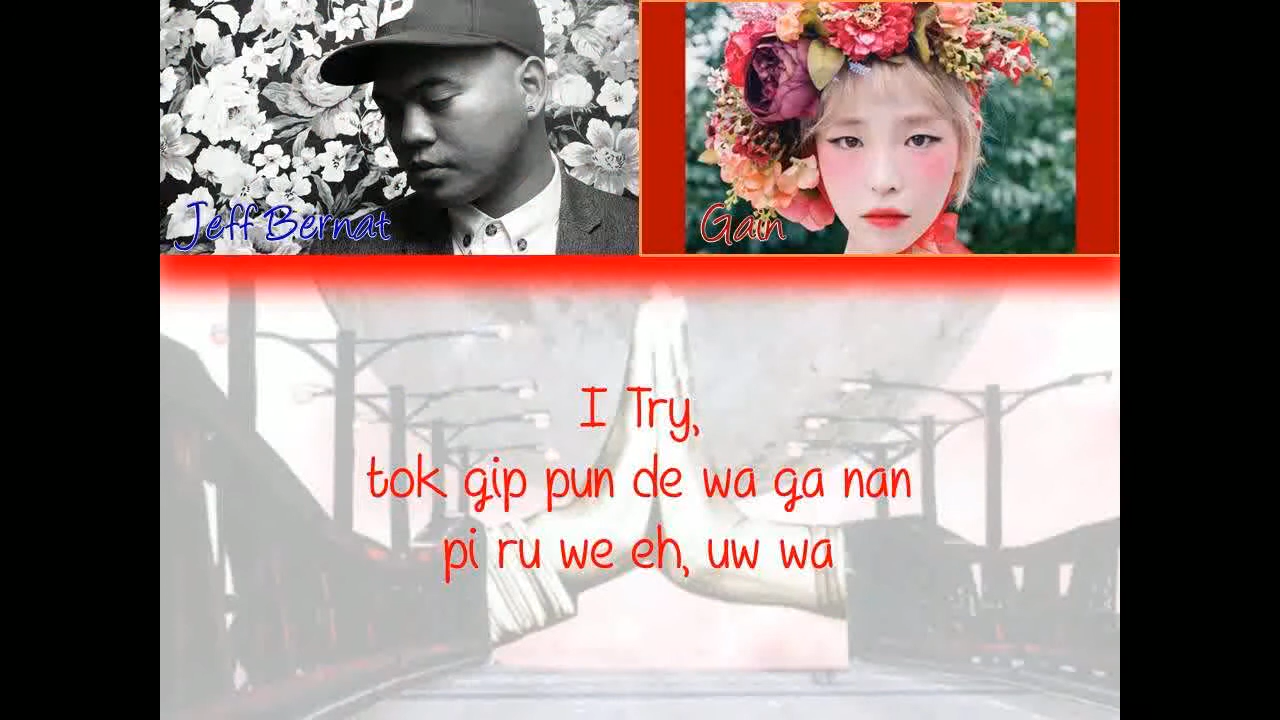 Jeff Bernat
Gain
I Try,
tok gip pun de wa ga nan
pi ru we eh, uw wa